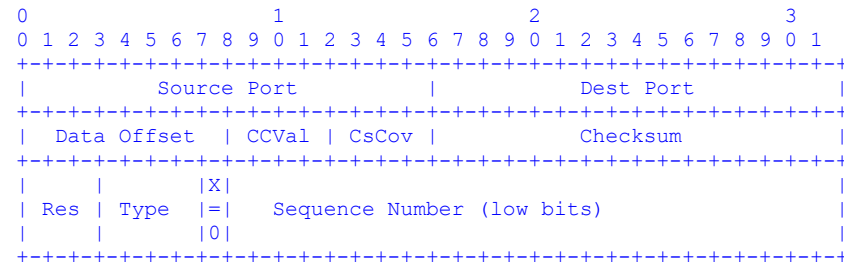 0                   1                   2                   3
0 1 2 3 4 5 6 7 8 9 0 1 2 3 4 5 6 7 8 9 0 1 2 3 4 5 6 7 8 9 0 1
+-+-+-+-+-+-+-+-+-+-+-+-+-+-+-+-+-+-+-+-+-+-+-+-+-+-+-+-+-+-+-+-+
|          Source Port          |           Dest Port           |
+-+-+-+-+-+-+-+-+-+-+-+-+-+-+-+-+-+-+-+-+-+-+-+-+-+-+-+-+-+-+-+-+
|  Data Offset  | CCVal | CsCov |           Checksum            |
+-+-+-+-+-+-+-+-+-+-+-+-+-+-+-+-+-+-+-+-+-+-+-+-+-+-+-+-+-+-+-+-+
|     |       |X|                                               |
| Res | Type  |=|   Sequence Number (low bits)                  |
|     |       |0|                                               |
+-+-+-+-+-+-+-+-+-+-+-+-+-+-+-+-+-+-+-+-+-+-+-+-+-+-+-+-+-+-+-+-+